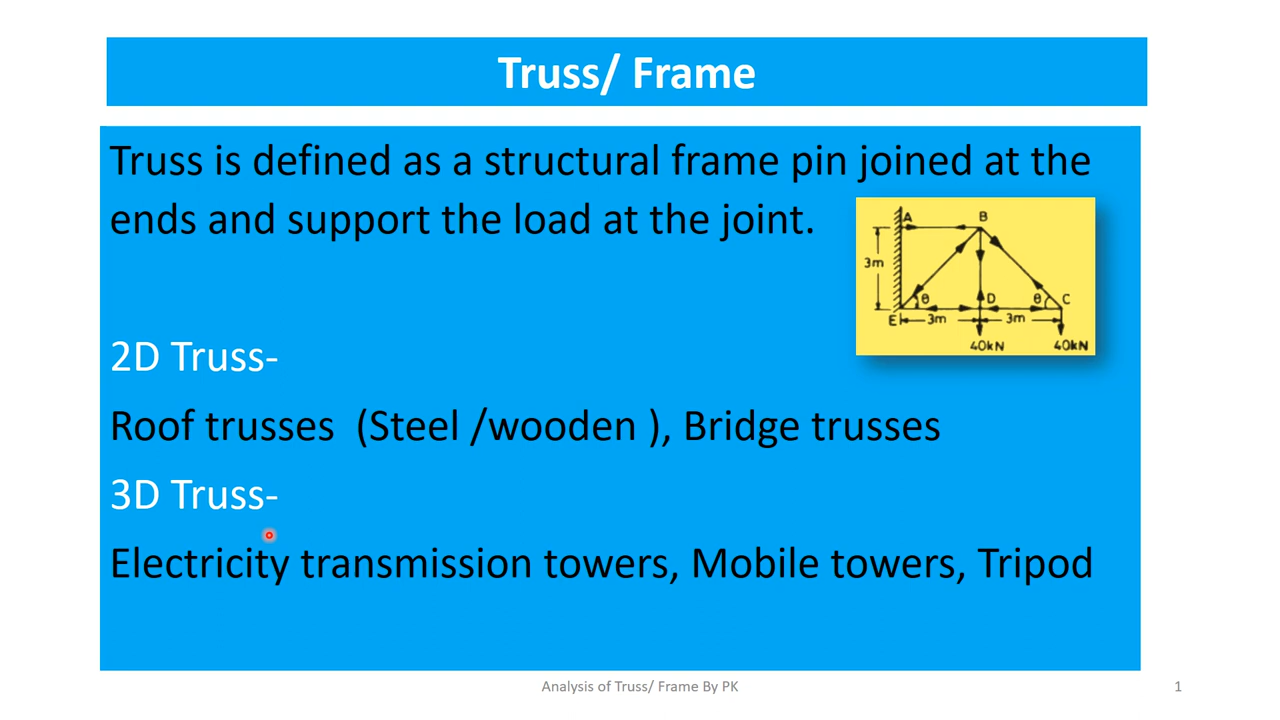 Truss/ Frame
Truss is defined as a structural frame pin joined at the
ends and support the load at the joint.
A B
3m
θ D θ C
E 3m 3m
40kN 40kN
2D Truss-
Roof trusses (Steel /wooden ), Bridge trusses
3D Truss-
Electricity transmission towers, Mobile towers, Tripod
Analysis of Truss/ Frame By PK 1